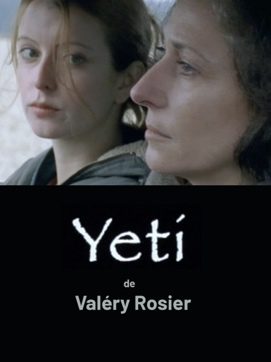 Yetí
de
Valéry Rosier